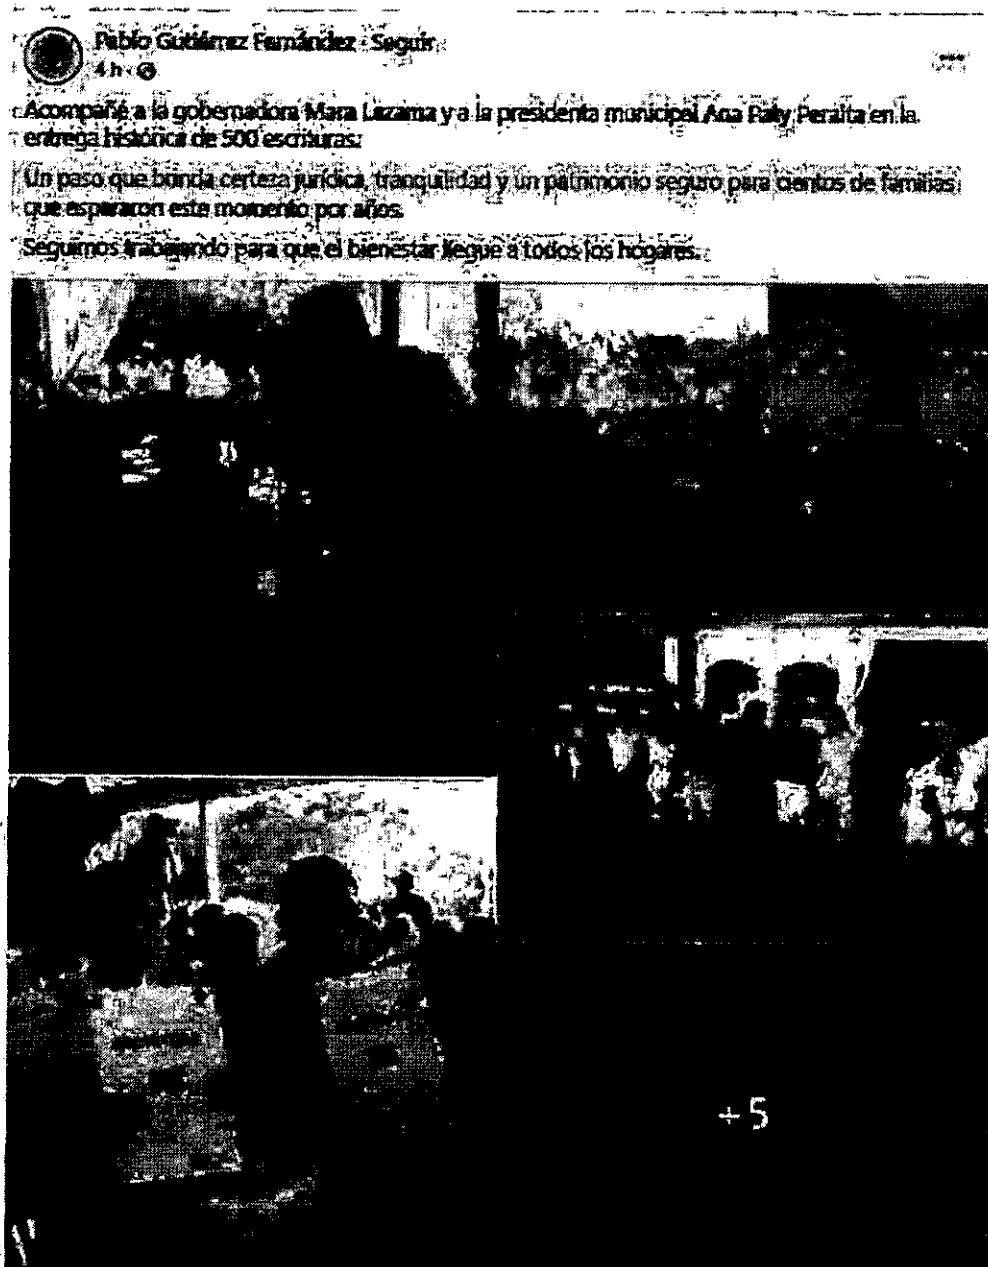 Pablo Gutiérrez Fernández · Seguir
4 h ·
Acompañé a la gobernadora Mara Lezama y a la presidenta municipal Ana Paty Peralta en la
entrega histórica de 500 escrituras.
Un paso que brinda certeza jurídica, tranquilidad y un patrimonio seguro para cientos de familias
que esperaron este momento por años.
Seguimos trabajando para que el bienestar llegue a todos los hogares.
+5